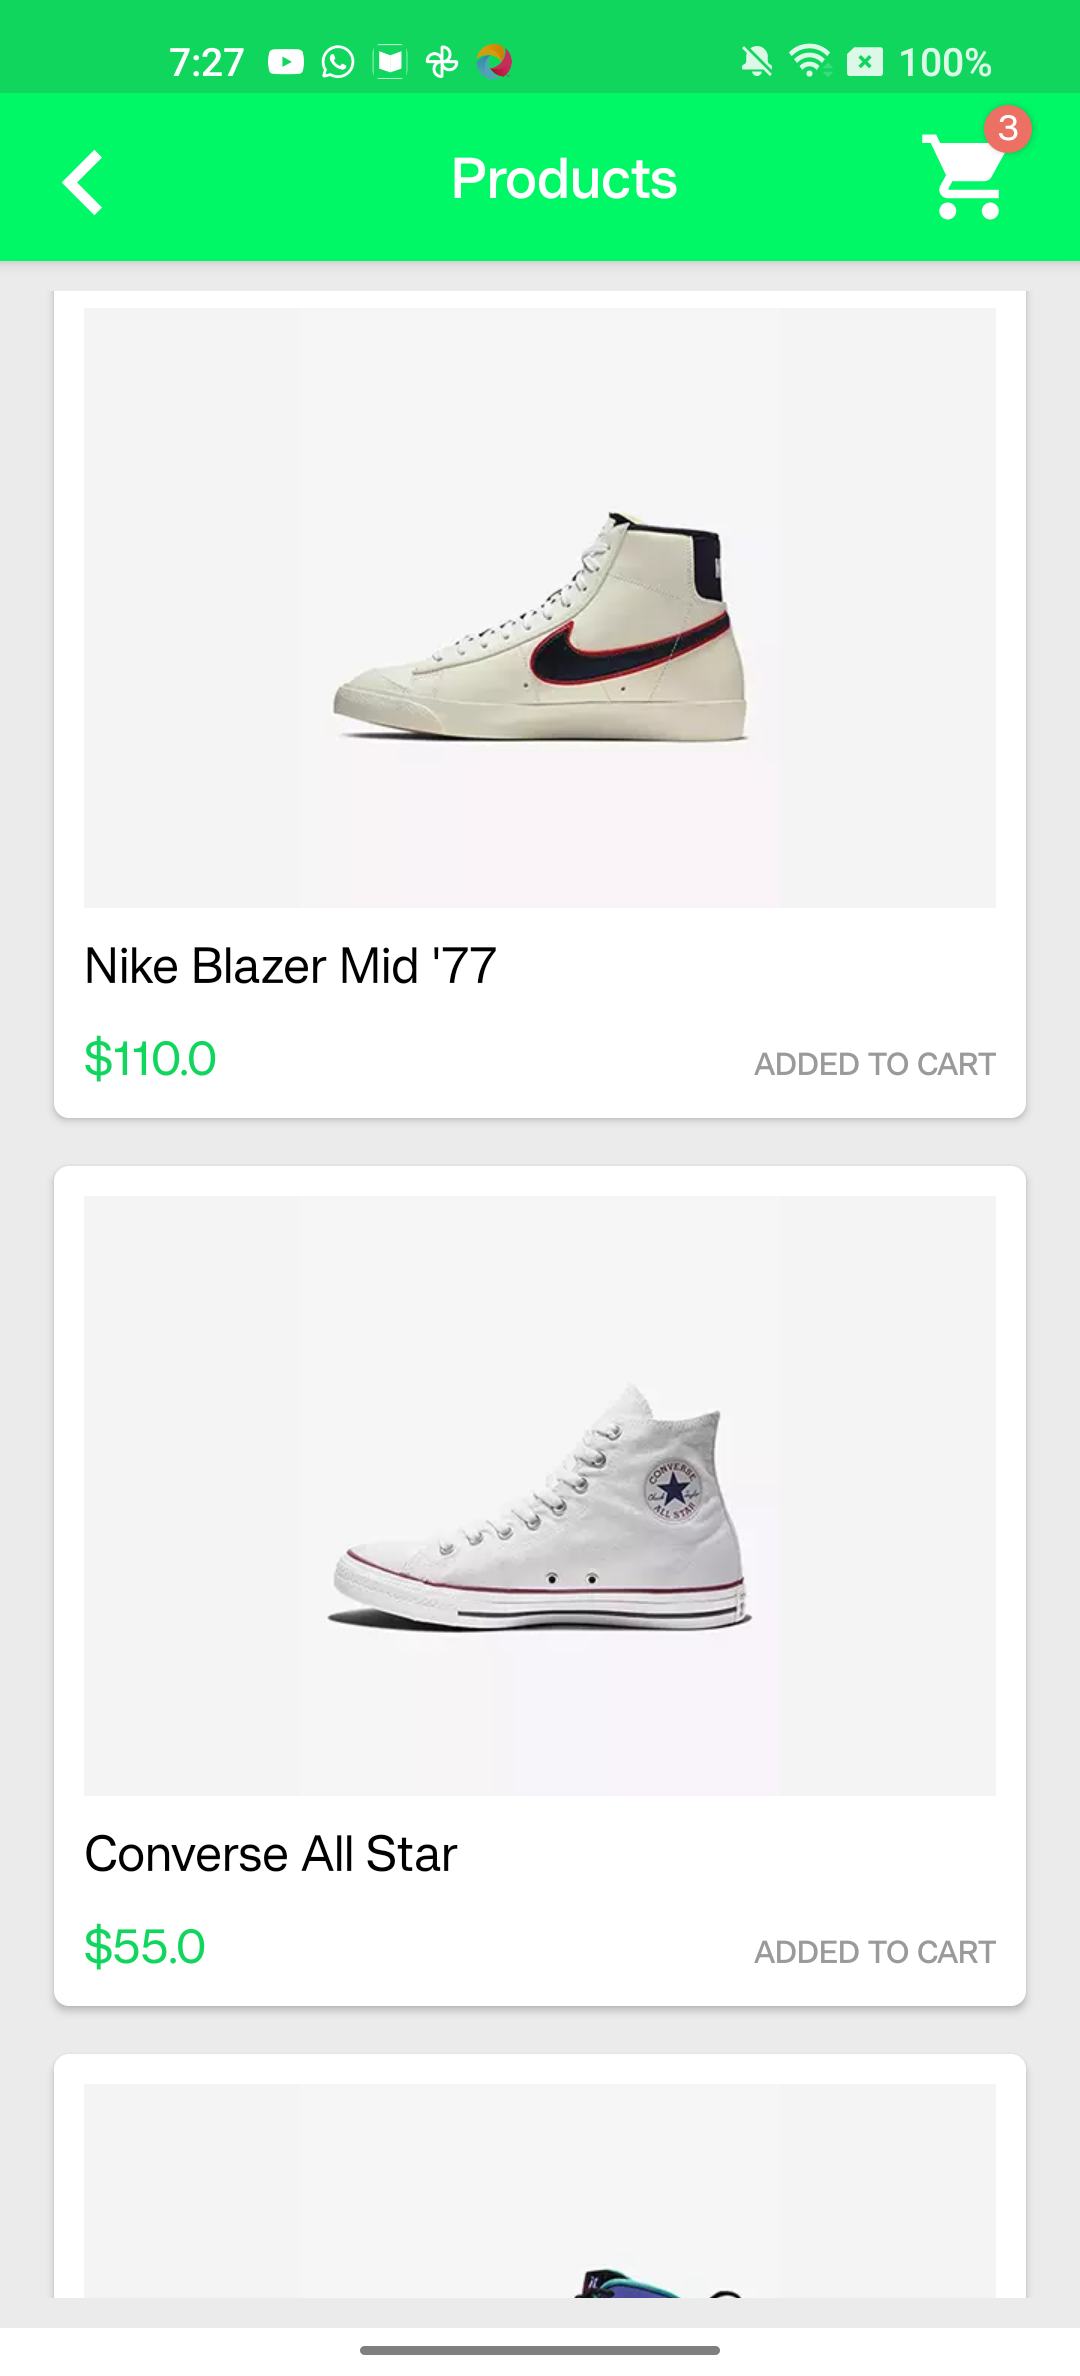 7:27
100%
Products
3
Nike Blazer Mid '77
$110.0
ADDED TO CART
CONVERSE
ALL STAR
Converse All Star
$55.0
ADDED TO CART